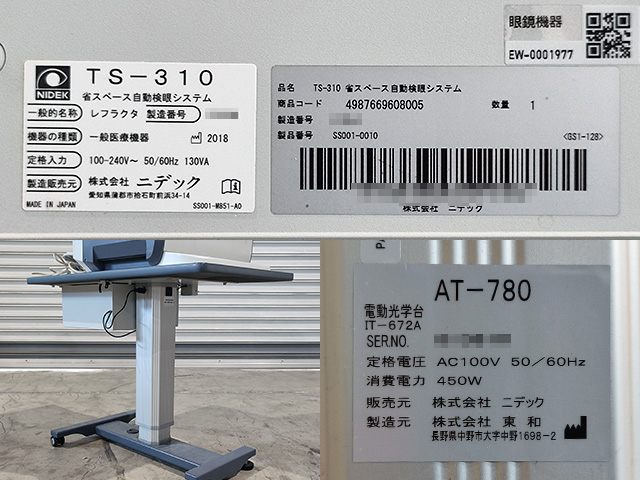 眼鏡機器
EW-0001977
NIDEK
TS-310
省スペース自動検眼システム
一般的名称 レフラクタ 製造番号
機器の種類 一般医療機器 2018
定格入力 100-240V～ 50/60Hz 130VA
製造販売元 株式会社 ニデック
愛知県蒲郡市拾石町前浜34-14
MADE IN JAPAN SS001-M851-A0
品名 TS-310 省スペース自動検眼システム
商品コード 4987669608005 数量 1
製造番号
製品番号 SS001-0010 <GS1-128>
株式会社 ニデック
AT-780
電動光学台
IT-672A
SER.NO.
定格電圧 AC100V 50/60Hz
消費電力 450W
販売元 株式会社 ニデック
製造元 株式会社 東和
長野県中野市大字中野1698-2